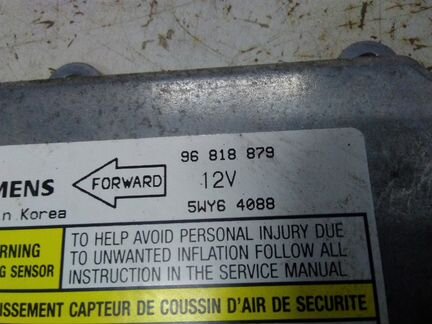 96 818 879
MENS FORWARD 12V
n Korea 5WY6 4088
RNING TO HELP AVOID PERSONAL INJURY DUE
G SENSOR TO UNWANTED INFLATION FOLLOW ALL
INSTRUCTION IN THE SERVICE MANUAL
ISSEMENT CAPTEUR DE COUSSIN D'AIR DE SECURITE